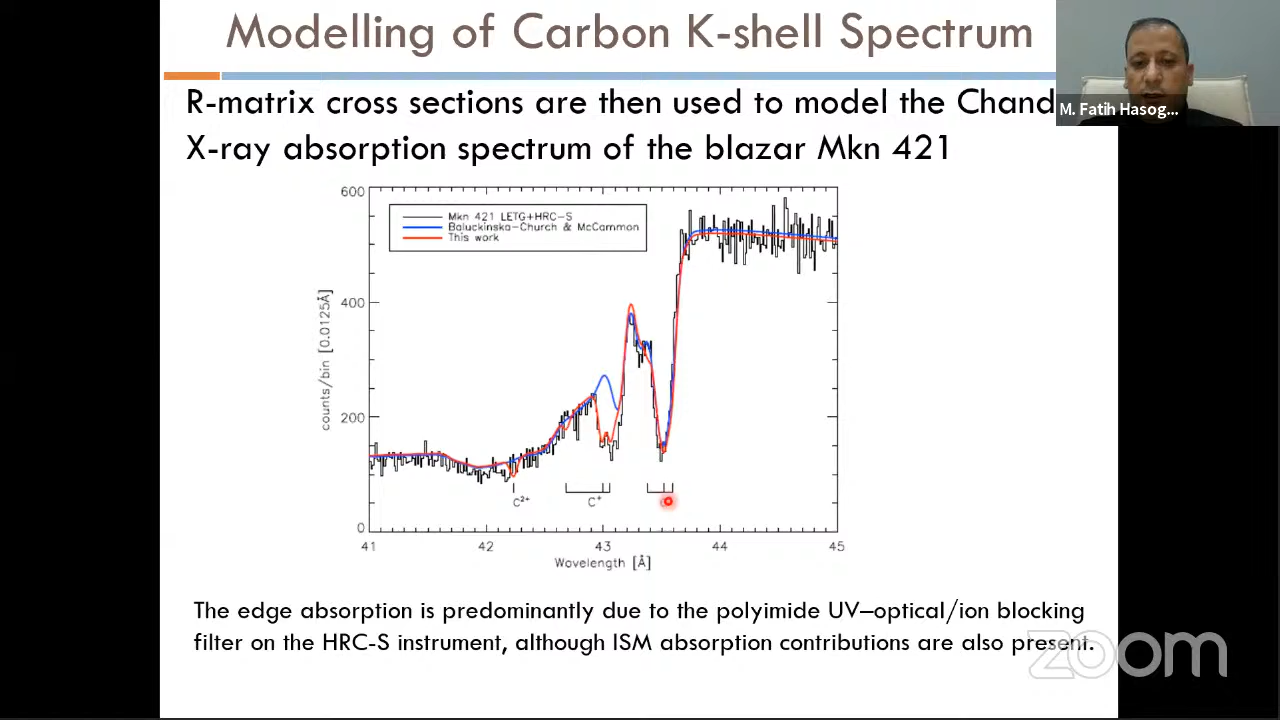 Modelling of Carbon K-shell Spectrum
M. Fatih Hasog...
R-matrix cross sections are then used to model the Chand
X-ray absorption spectrum of the blazar Mkn 421
Mkn 421 LETG+HRC-S
Baluckinska-Church & McCammon
This work
600
400
200
0
counts/bin [0.0125Å]
C²⁺
C⁺
41
42
43
44
45
Wavelength [Å]
The edge absorption is predominantly due to the polyimide UV–optical/ion blocking
filter on the HRC-S instrument, although ISM absorption contributions are also present.
zoom